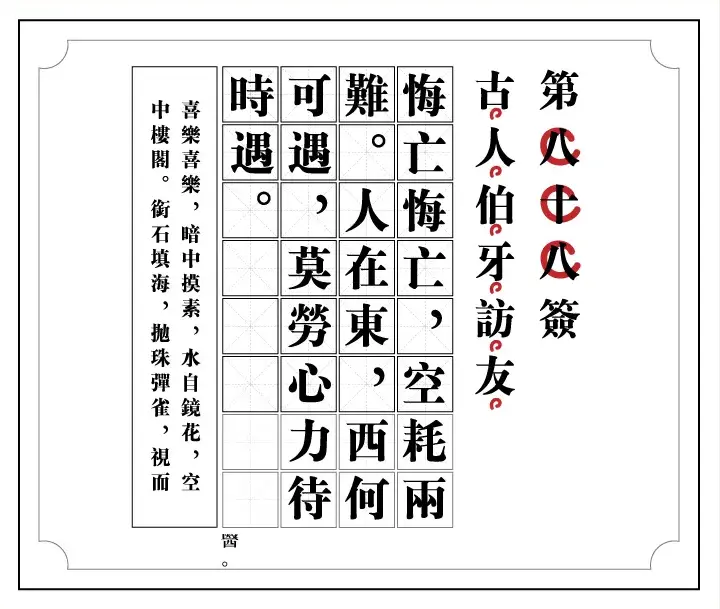 第八十八簽
古人伯牙訪友
悔亡悔亡，空耗兩
難。人在東，西何
可遇，莫勞心力待
時遇。
喜樂喜樂，暗中摸素，水自鏡花，空
中樓閣。銜石填海，拋珠彈雀，視而
醫。